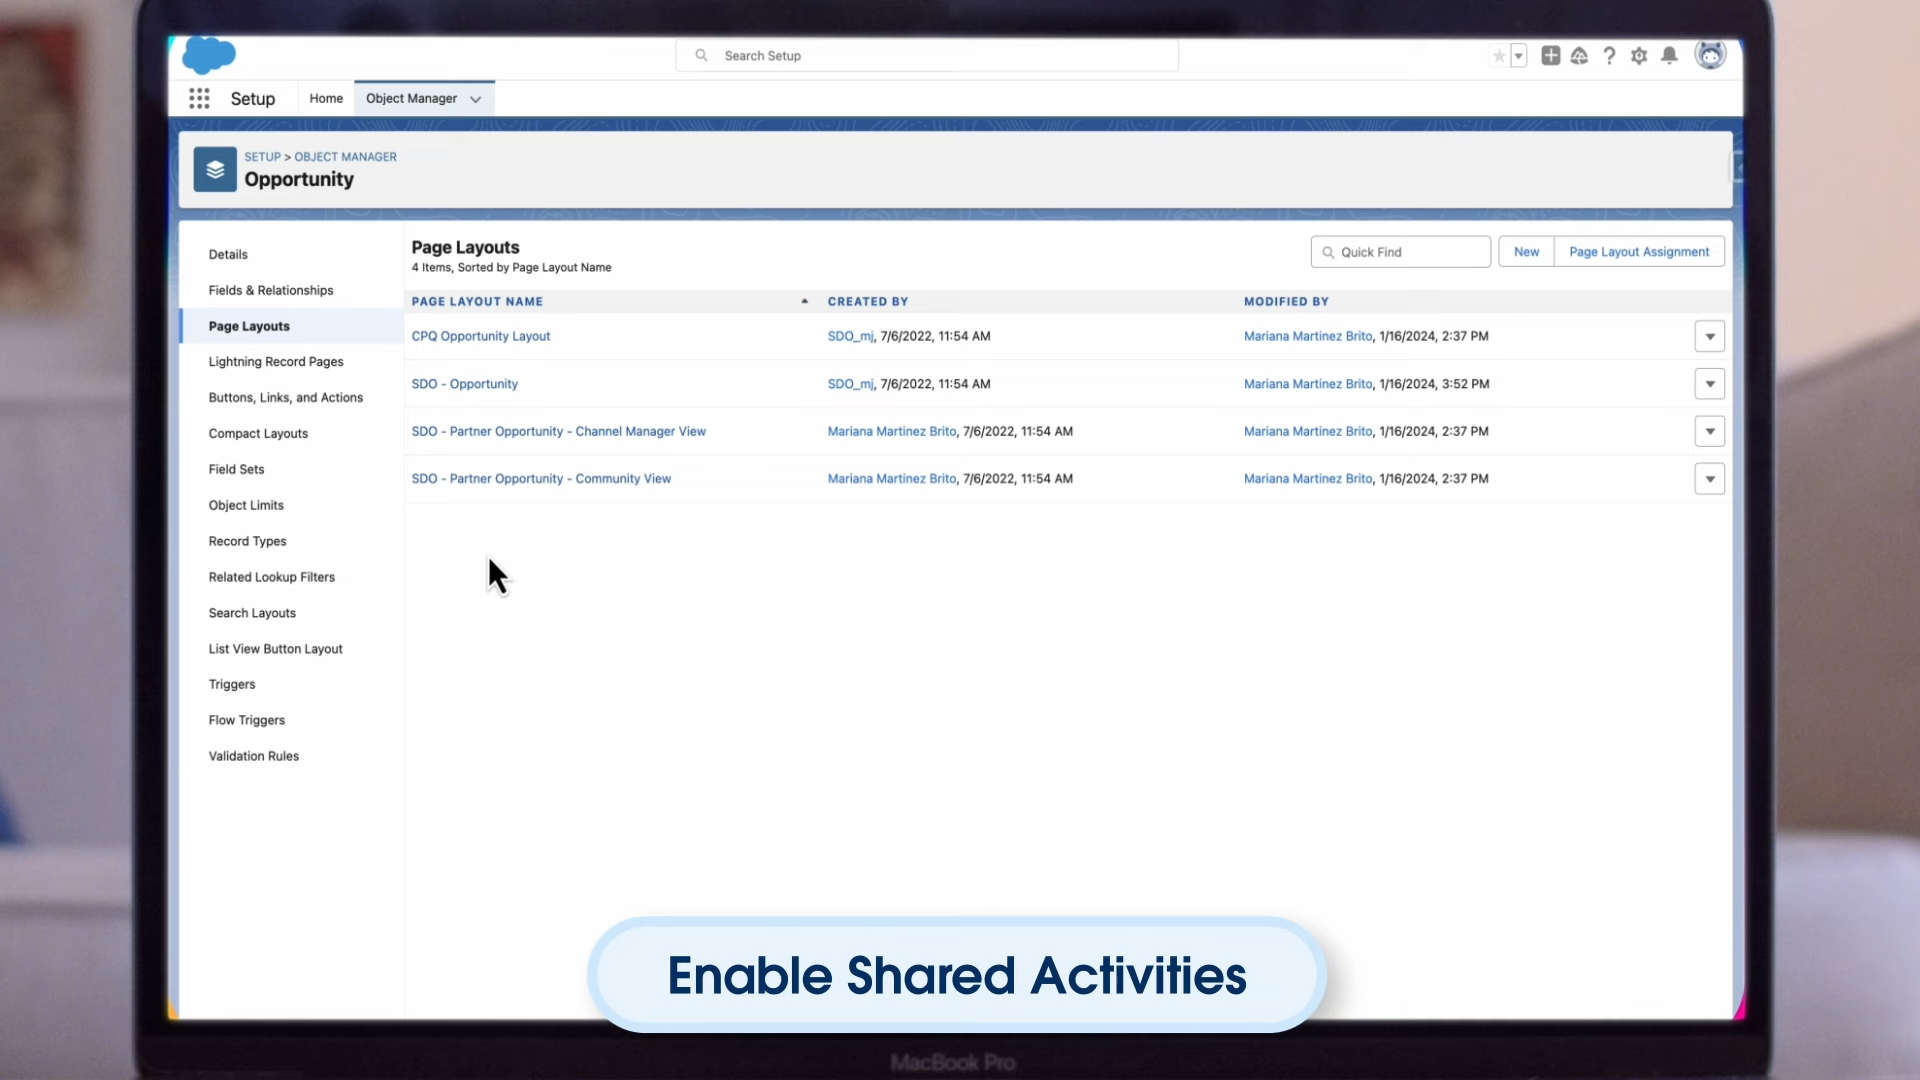 Search Setup
Setup
Home
Object Manager
SETUP > OBJECT MANAGER
Opportunity
Details
Fields & Relationships
Page Layouts
Lightning Record Pages
Buttons, Links, and Actions
Compact Layouts
Field Sets
Object Limits
Record Types
Related Lookup Filters
Search Layouts
List View Button Layout
Triggers
Flow Triggers
Validation Rules
Page Layouts
4 Items, Sorted by Page Layout Name
Quick Find
New
Page Layout Assignment
PAGE LAYOUT NAME CREATED BY MODIFIED BY
CPQ Opportunity Layout SDO_mj, 7/6/2022, 11:54 AM Mariana Martinez Brito, 1/16/2024, 2:37 PM
SDO - Opportunity SDO_mj, 7/6/2022, 11:54 AM Mariana Martinez Brito, 1/16/2024, 3:52 PM
SDO - Partner Opportunity - Channel Manager View Mariana Martinez Brito, 7/6/2022, 11:54 AM Mariana Martinez Brito, 1/16/2024, 2:37 PM
SDO - Partner Opportunity - Community View Mariana Martinez Brito, 7/6/2022, 11:54 AM Mariana Martinez Brito, 1/16/2024, 2:37 PM
Enable Shared Activities
MacBook Pro